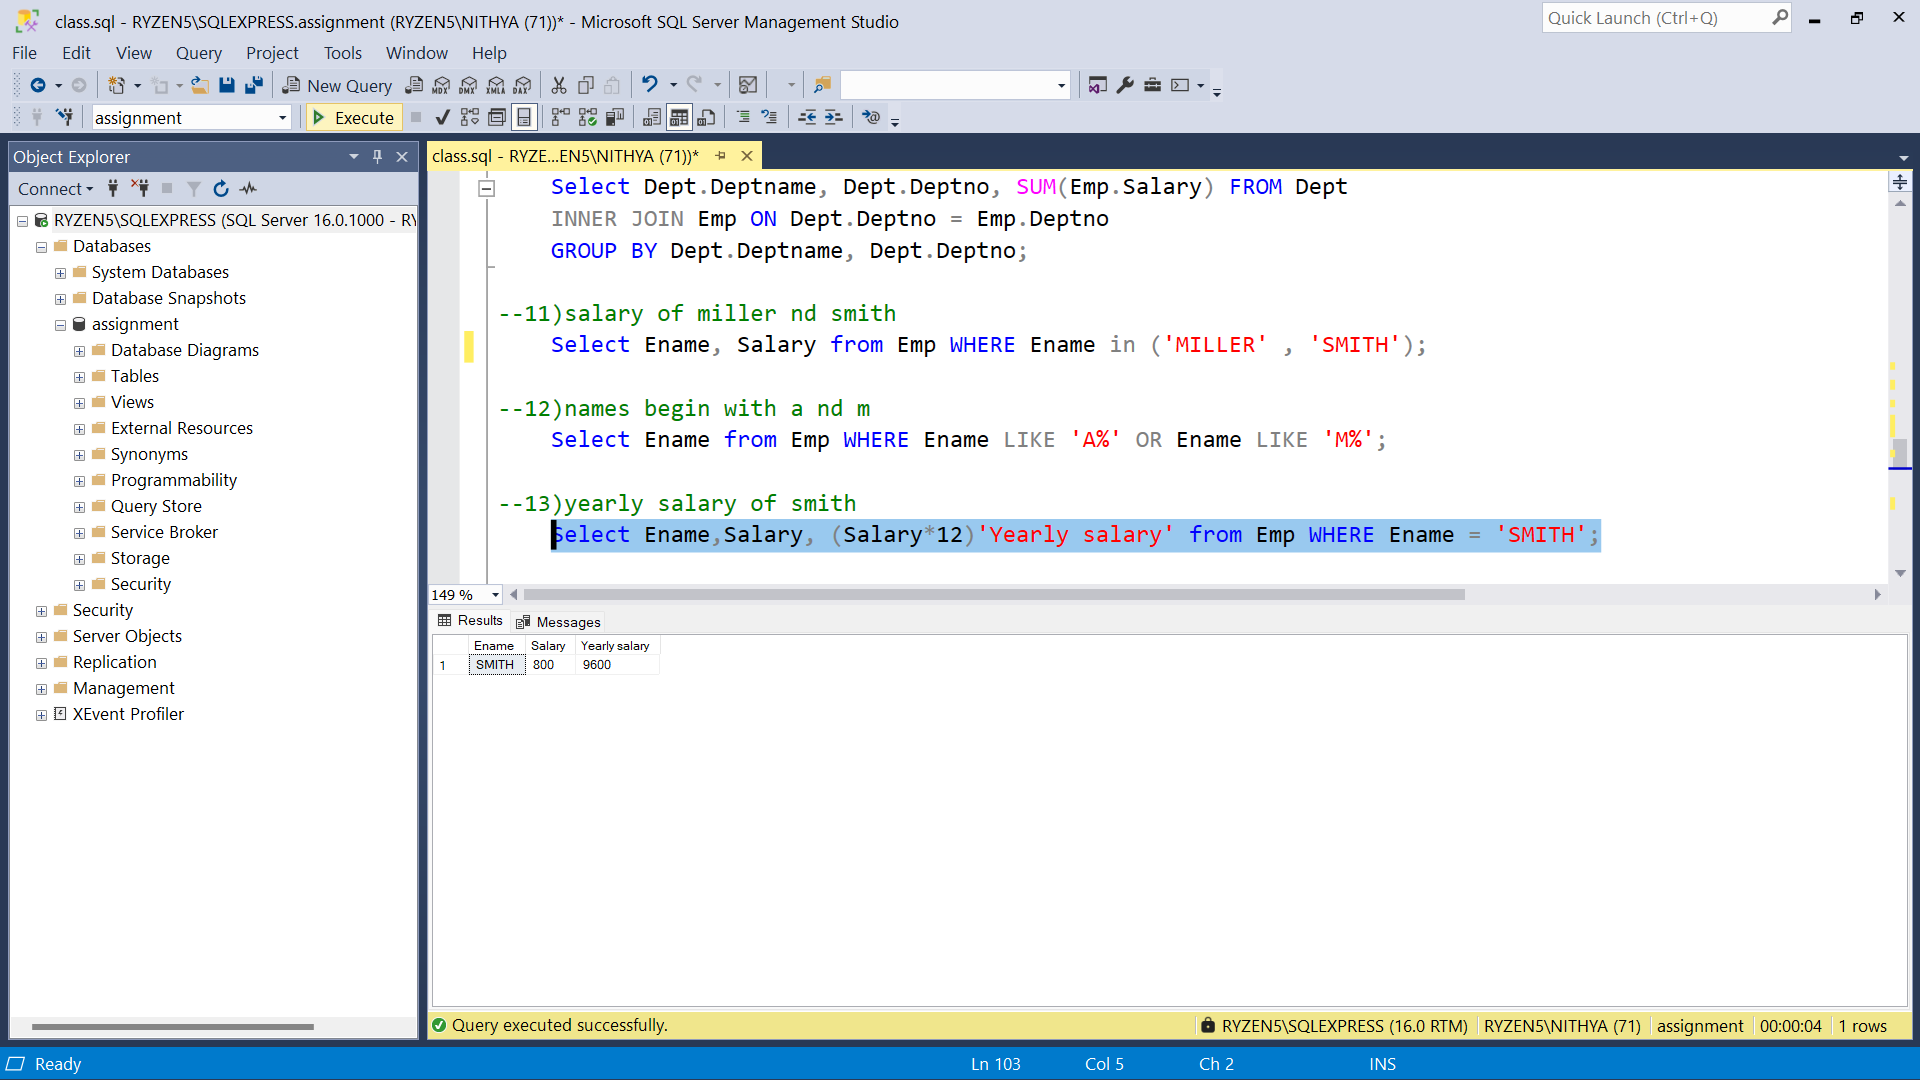 class.sql - RYZEN5\SQLEXPRESS.assignment (RYZEN5\NITHYA (71))* - Microsoft SQL Server Management Studio
Quick Launch (Ctrl+Q)
File Edit View Query Project Tools Window Help
New Query MDX DMX XMLA DAX
assignment Execute
Object Explorer
Connect
RYZEN5\SQLEXPRESS (SQL Server 16.0.1000 - RY
Databases
System Databases
Database Snapshots
assignment
Database Diagrams
Tables
Views
External Resources
Synonyms
Programmability
Query Store
Service Broker
Storage
Security
Security
Server Objects
Replication
Management
XEvent Profiler
class.sql - RYZE...EN5\NITHYA (71))*
Select Dept.Deptname, Dept.Deptno, SUM(Emp.Salary) FROM Dept
INNER JOIN Emp ON Dept.Deptno = Emp.Deptno
GROUP BY Dept.Deptname, Dept.Deptno;
--11)salary of miller nd smith
Select Ename, Salary from Emp WHERE Ename in ('MILLER' , 'SMITH');
--12)names begin with a nd m
Select Ename from Emp WHERE Ename LIKE 'A%' OR Ename LIKE 'M%';
--13)yearly salary of smith
Select Ename,Salary, (Salary*12)'Yearly salary' from Emp WHERE Ename = 'SMITH';
149 %
Results Messages
Ename Salary Yearly salary
1 SMITH 800 9600
Query executed successfully.
RYZEN5\SQLEXPRESS (16.0 RTM) RYZEN5\NITHYA (71) assignment 00:00:04 1 rows
Ready Ln 103 Col 5 Ch 2 INS